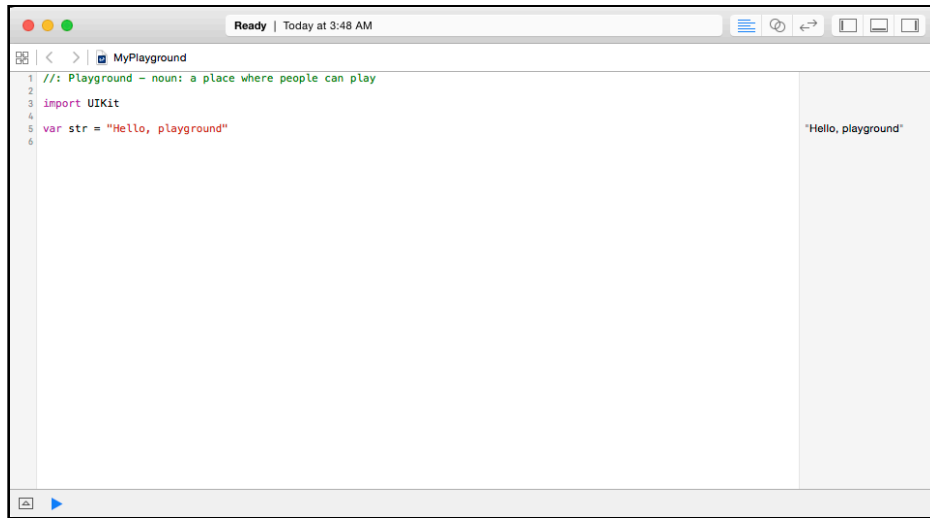 Ready | Today at 3:48 AM
MyPlayground
1 //: Playground – noun: a place where people can play
2
3 import UIKit
4
5 var str = "Hello, playground"
"Hello, playground"
6